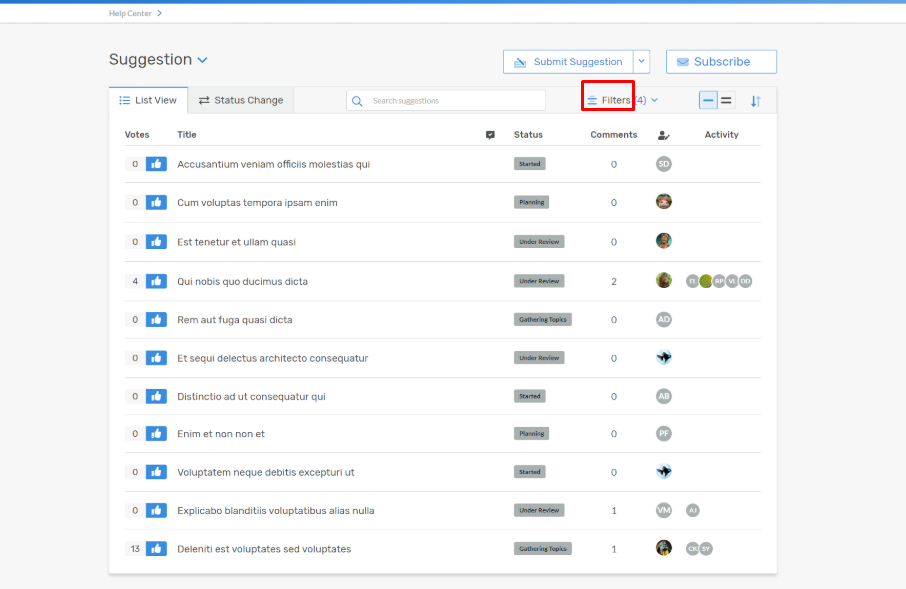 Help Center
Suggestion
Submit Suggestion
Subscribe
List View
Status Change
Search suggestions
Filters (4)
Votes Title Status Comments Activity
0 Accusantium veniam officiis molestias qui Started 0 SD
0 Cum voluptas tempora ipsam enim Planning 0
0 Est tenetur et ullam quasi Under Review 0
4 Qui nobis quo ducimus dicta Under Review 2 RP VL DD
0 Rem aut fuga quasi dicta Gathering Topics 0 AD
0 Et sequi delectus architecto consequatur Under Review 0
0 Distinctio ad ut consequatur qui Started 0 AB
0 Enim et non non et Planning 0 PF
0 Voluptatem neque debitis excepturi ut Started 0
0 Explicabo blanditiis voluptatibus alias nulla Under Review 1 VM AJ
13 Deleniti est voluptates sed voluptates Gathering Topics 1 CK SY